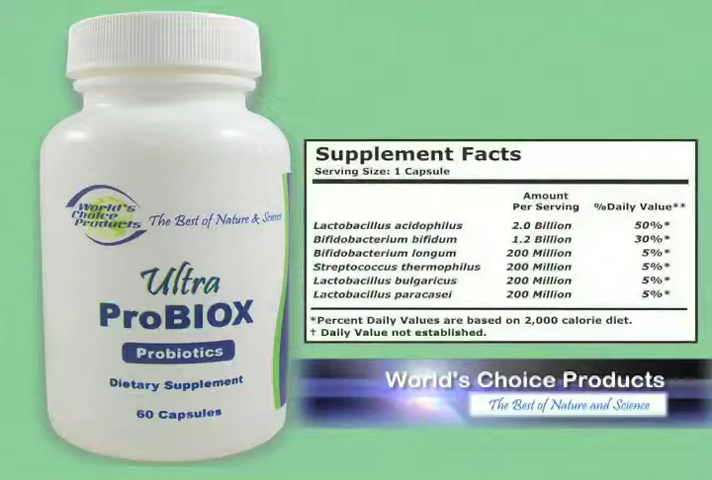 World's
Choice
Products
The Best of Nature & Science
Ultra
ProBIOX
Probiotics
Dietary Supplement
60 Capsules
Supplement Facts
Serving Size: 1 Capsule
Amount
Per Serving %Daily Value**
Lactobacillus acidophilus 2.0 Billion 50%*
Bifidobacterium bifidum 1.2 Billion 30%*
Bifidobacterium longum 200 Million 5%*
Streptococcus thermophilus 200 Million 5%*
Lactobacillus bulgaricus 200 Million 5%*
Lactobacillus paracasei 200 Million 5%*
*Percent Daily Values are based on 2,000 calorie diet.
† Daily Value not established.
World's Choice Products
The Best of Nature and Science